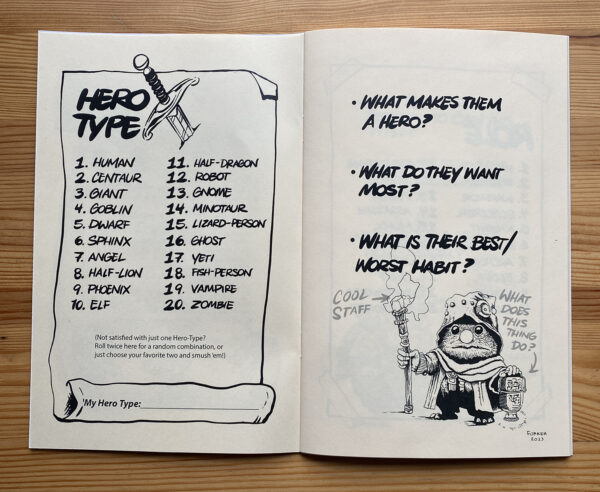 HERO
TYPE
1. HUMAN
2. CENTAUR
3. GIANT
4. GOBLIN
5. DWARF
6. SPHINX
7. ANGEL
8. HALF-LION
9. PHOENIX
10. ELF
11. HALF-DRAGON
12. ROBOT
13. GNOME
14. MINOTAUR
15. LIZARD-PERSON
16. GHOST
17. YETI
18. FISH-PERSON
19. VAMPIRE
20. ZOMBIE
(Not satisfied with just one Hero-Type?
Roll twice here for a random combination, or
just choose your favorite two and smush 'em!)
My Hero Type:
• WHAT MAKES THEM
A HERO?
• WHAT DO THEY WANT
MOST?
• WHAT IS THEIR BEST/
WORST HABIT?
COOL
STAFF
WHAT
DOES
THIS
THING
DO?
2023